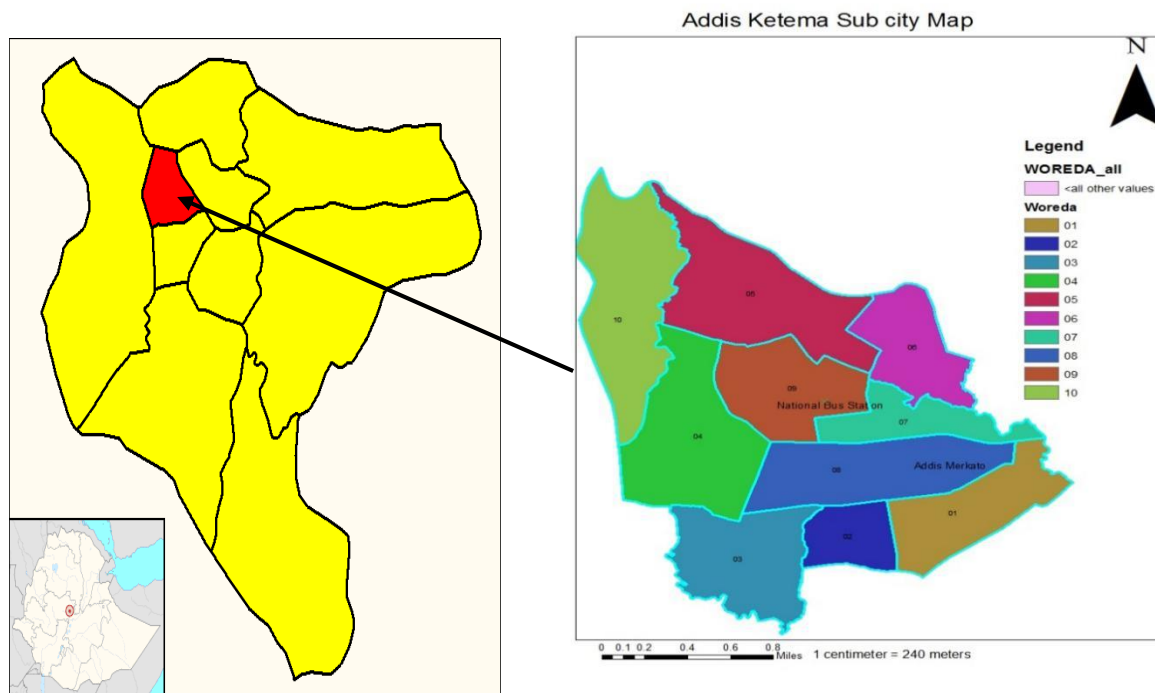 Addis Ketema Sub city Map
N
Legend
WOREDA_all
<all other values
Woreda
01
02
03
04
05
06
07
08
09
10
05
06
10
09
National Bus Station
07
04
08
Addis Merkato
01
02
03
0 0.1 0.2 0.4 0.6 0.8
Miles 1 centimeter = 240 meters